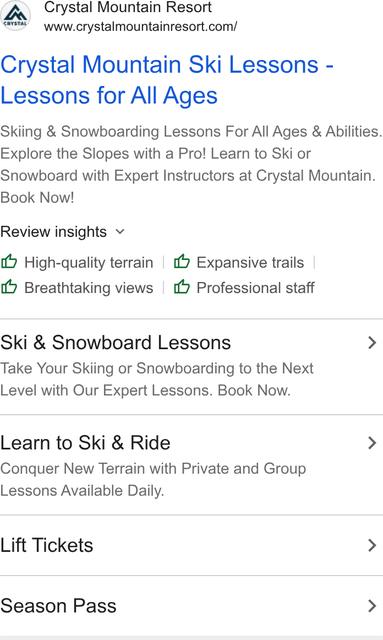 Crystal Mountain Resort
CRYSTAL
www.crystalmountainresort.com/
Crystal Mountain Ski Lessons -
Lessons for All Ages
Skiing & Snowboarding Lessons For All Ages & Abilities.
Explore the Slopes with a Pro! Learn to Ski or
Snowboard with Expert Instructors at Crystal Mountain.
Book Now!
Review insights
High-quality terrain
Expansive trails
Breathtaking views
Professional staff
Ski & Snowboard Lessons
Take Your Skiing or Snowboarding to the Next
Level with Our Expert Lessons. Book Now.
Learn to Ski & Ride
Conquer New Terrain with Private and Group
Lessons Available Daily.
Lift Tickets
Season Pass